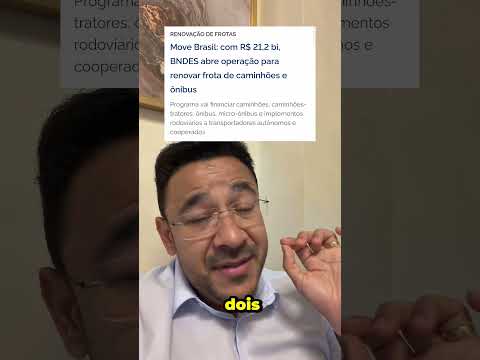 RENOVAÇÃO DE FROTAS
Move Brasil: com R$ 21,2 bi,
BNDES abre operação para
renovar frota de caminhões e
ônibus
Programa vai financiar caminhões, caminhões-
tratores, ônibus, micro-ônibus e implementos
rodoviários a transportadores autônomos e
cooperados
dois